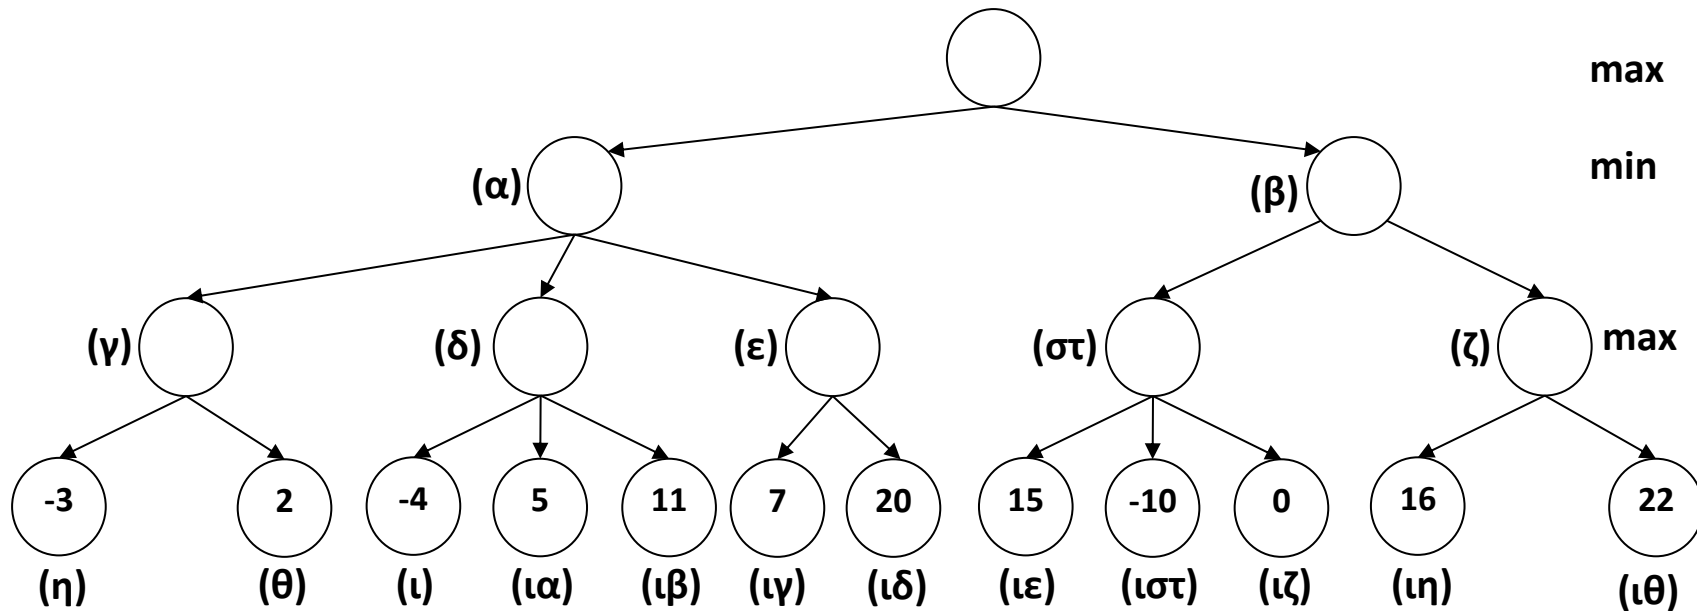 max
(α)
(β)
min
(γ)
(δ)
(ε)
(στ)
(ζ)
max
-3
2
-4
5
11
7
20
15
-10
0
16
22
(η)
(θ)
(ι)
(ια)
(ιβ)
(ιγ)
(ιδ)
(ιε)
(ιστ)
(ιζ)
(ιη)
(ιθ)